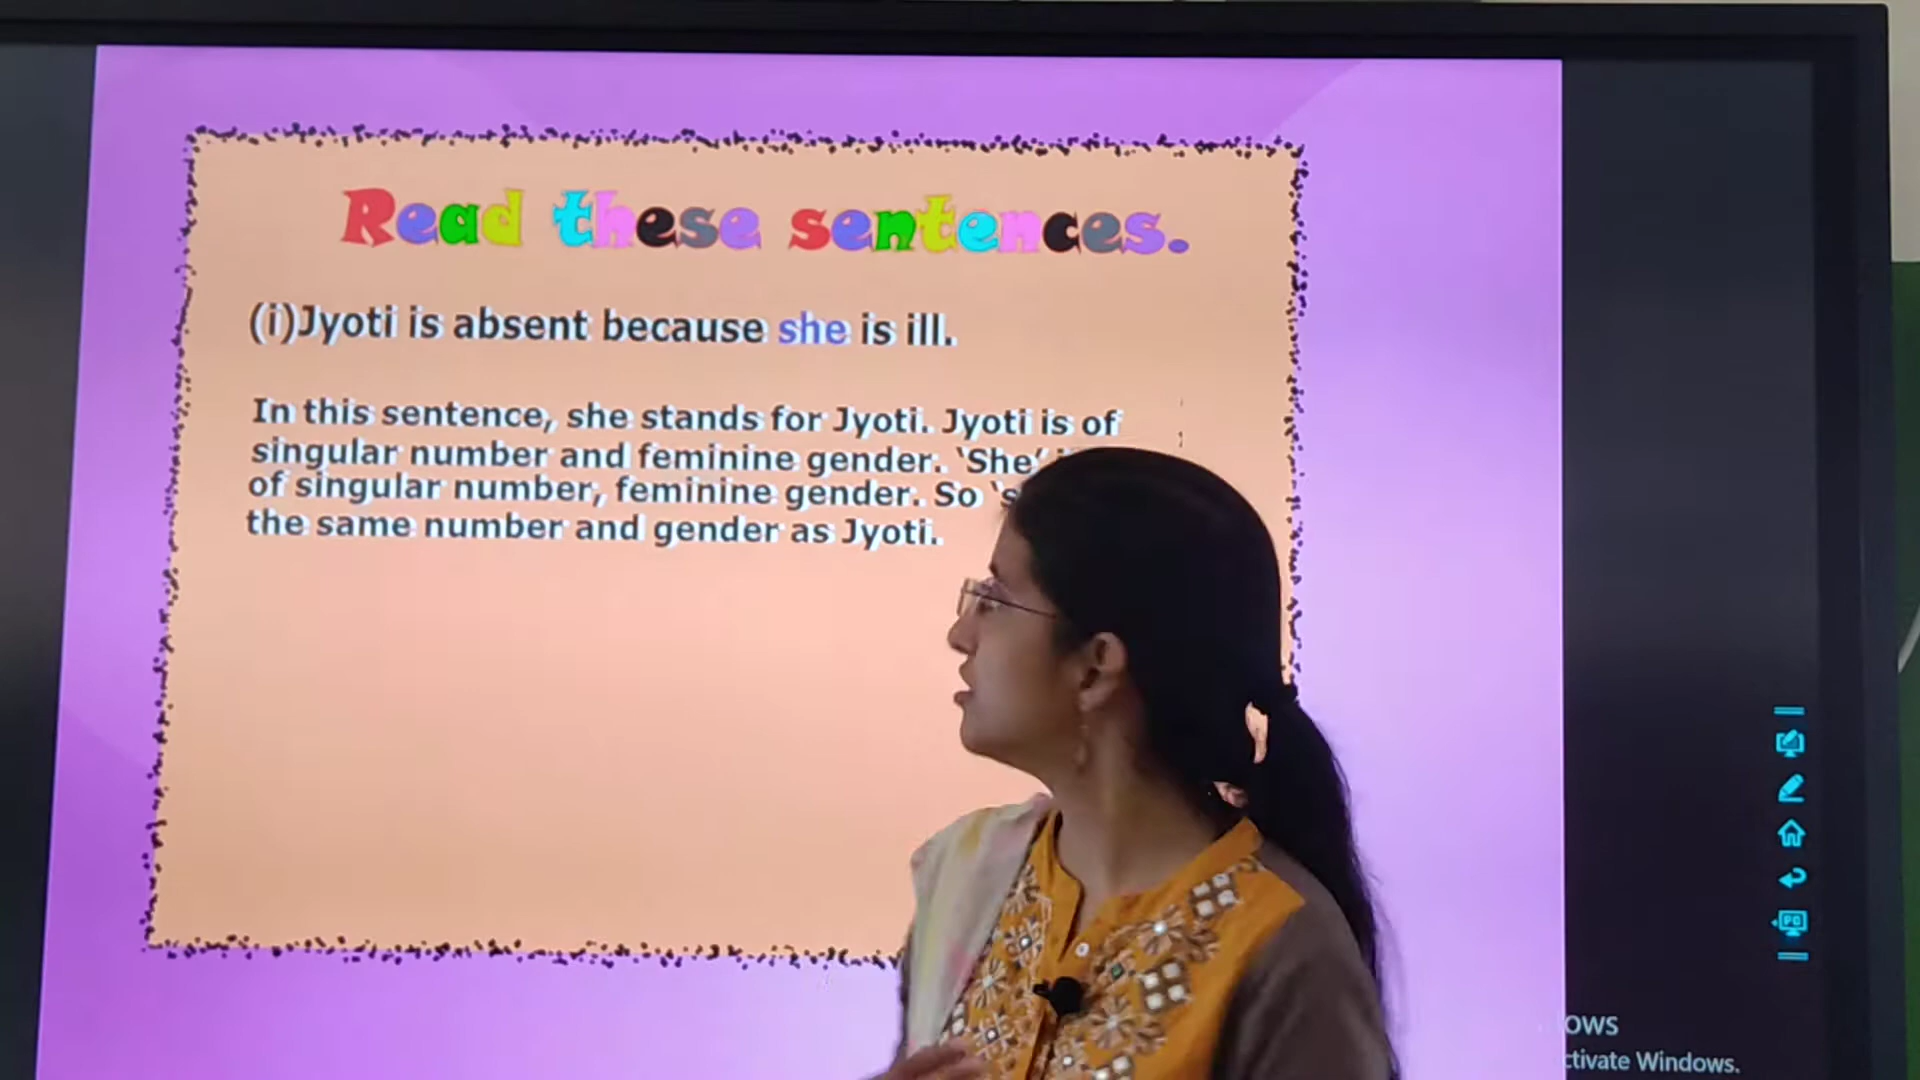 Read these sentences.
(i)Jyoti is absent because she is ill.
In this sentence, she stands for Jyoti. Jyoti is of
singular number and feminine gender. ‘She’
of singular number, feminine gender. So
the same number and gender as Jyoti.
PC
Windows.